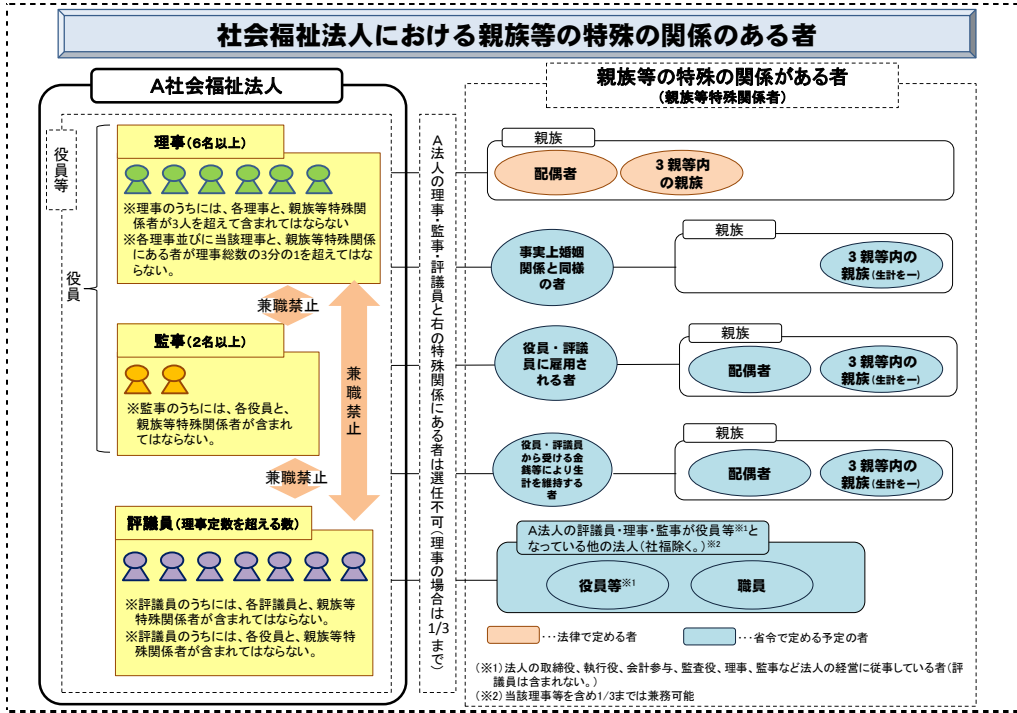 社会福祉法人における親族等の特殊の関係のある者
A社会福祉法人
役員等
役員
理事(6名以上)
※理事のうちには、各理事と、親族等特殊関
係者が3人を超えて含まれてはならない
※各理事並びに当該理事と、親族等特殊関係
にある者が理事総数の3分の1を超えてはな
らない。
兼職禁止
監事(2名以上)
※監事のうちには、各役員と、
親族等特殊関係者が含まれ
てはならない。
兼職禁止
兼職禁止
評議員(理事定数を超える数)
※評議員のうちには、各評議員と、親族等
特殊関係者が含まれてはならない。
※評議員のうちには、各役員と、親族等特
殊関係者が含まれてはならない。
A法人の理事・監事・評議員と右の特殊関係にある者は選任不可(理事の場合は1/3まで)
親族等の特殊の関係がある者
(親族等特殊関係者)
親族
配偶者
3親等内
の親族
事実上婚姻
関係と同様
の者
親族
3親等内の
親族(生計を一)
役員・評議
員に雇用さ
れる者
親族
配偶者
3親等内の
親族(生計を一)
役員・評議員
から受ける金
銭等により生
計を維持する
者
親族
配偶者
3親等内の
親族(生計を一)
A法人の評議員・理事・監事が役員等※1と
なっている他の法人(社福除く。)※2
役員等※1
職員
・・・法律で定める者
・・・省令で定める予定の者
(※1)法人の取締役、執行役、会計参与、監査役、理事、監事など法人の経営に従事している者(評
議員は含まれない。)
(※2)当該理事等を含め1/3までは兼務可能